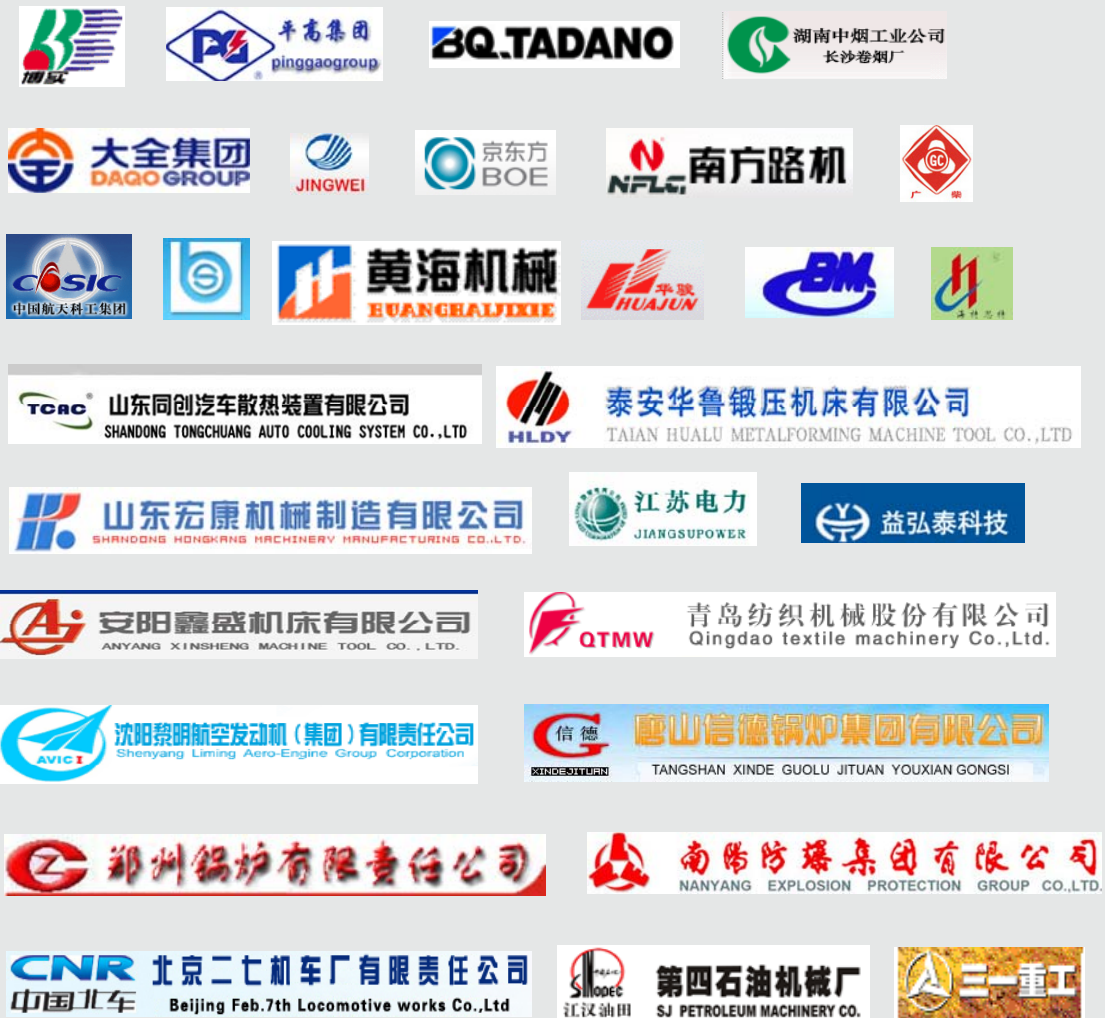 博实
平高集团
pinggaogroup
BQ.TADANO
湖南中烟工业公司
长沙卷烟厂
大全集团
DAQO GROUP
JINGWEI
京东方
BOE
NFLG
南方路机
GC
广 柴
CASIC
中国航天科工集团
黄海机械
HUANGHAIJIXIE
华骏
HUAJUN
BM
海特思特
TCRC
山东同创汽车散热装置有限公司
SHANDONG TONGCHUANG AUTO COOLING SYSTEM CO.,LTD
HLDY
泰安华鲁锻压机床有限公司
TAIAN HUALU METALFORMING MACHINE TOOL CO.,LTD
山东宏康机械制造有限公司
SHANDONG HONGKANG MACHINERY MANUFACTURING CO.,LTD.
江苏电力
JIANGSUPOWER
益弘泰科技
安阳鑫盛机床有限公司
ANYANG XINSHENG MACHINE TOOL CO.,LTD.
QTMW
青岛纺织机械股份有限公司
Qingdao textile machinery Co.,Ltd.
AVIC I
沈阳黎明航空发动机（集团）有限责任公司
Shenyang Liming Aero-Engine Group Corporation
信德
XINDEJITUAN
唐山信德锅炉集团有限公司
TANGSHAN XINDE GUOLU JITUAN YOUXIAN GONGSI
郑州锅炉有限责任公司
南阳防爆集团有限公司
NANYANG EXPLOSION PROTECTION GROUP CO.,LTD.
CNR
中国北车
北京二七机车厂有限责任公司
Beijing Feb.7th Locomotive works Co.,Ltd
SINOPEC
江汉油田
第四石油机械厂
SJ PETROLEUM MACHINERY CO.
三一重工